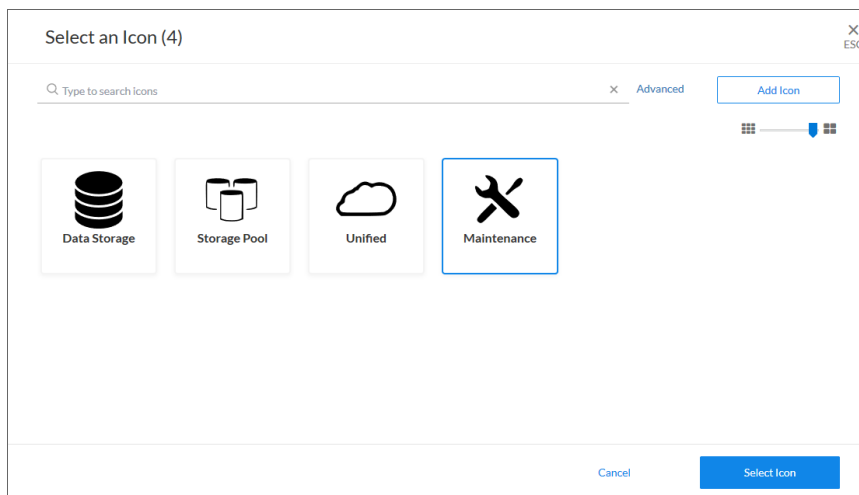 Select an Icon (4)
ESC
Type to search icons
Advanced
Add Icon
Data Storage
Storage Pool
Unified
Maintenance
Cancel
Select Icon